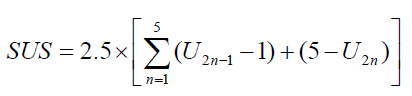 SUS = 2.5 × [ ∑_{n=1}^{5} (U_{2n−1} − 1) + (5 − U_{2n}) ]